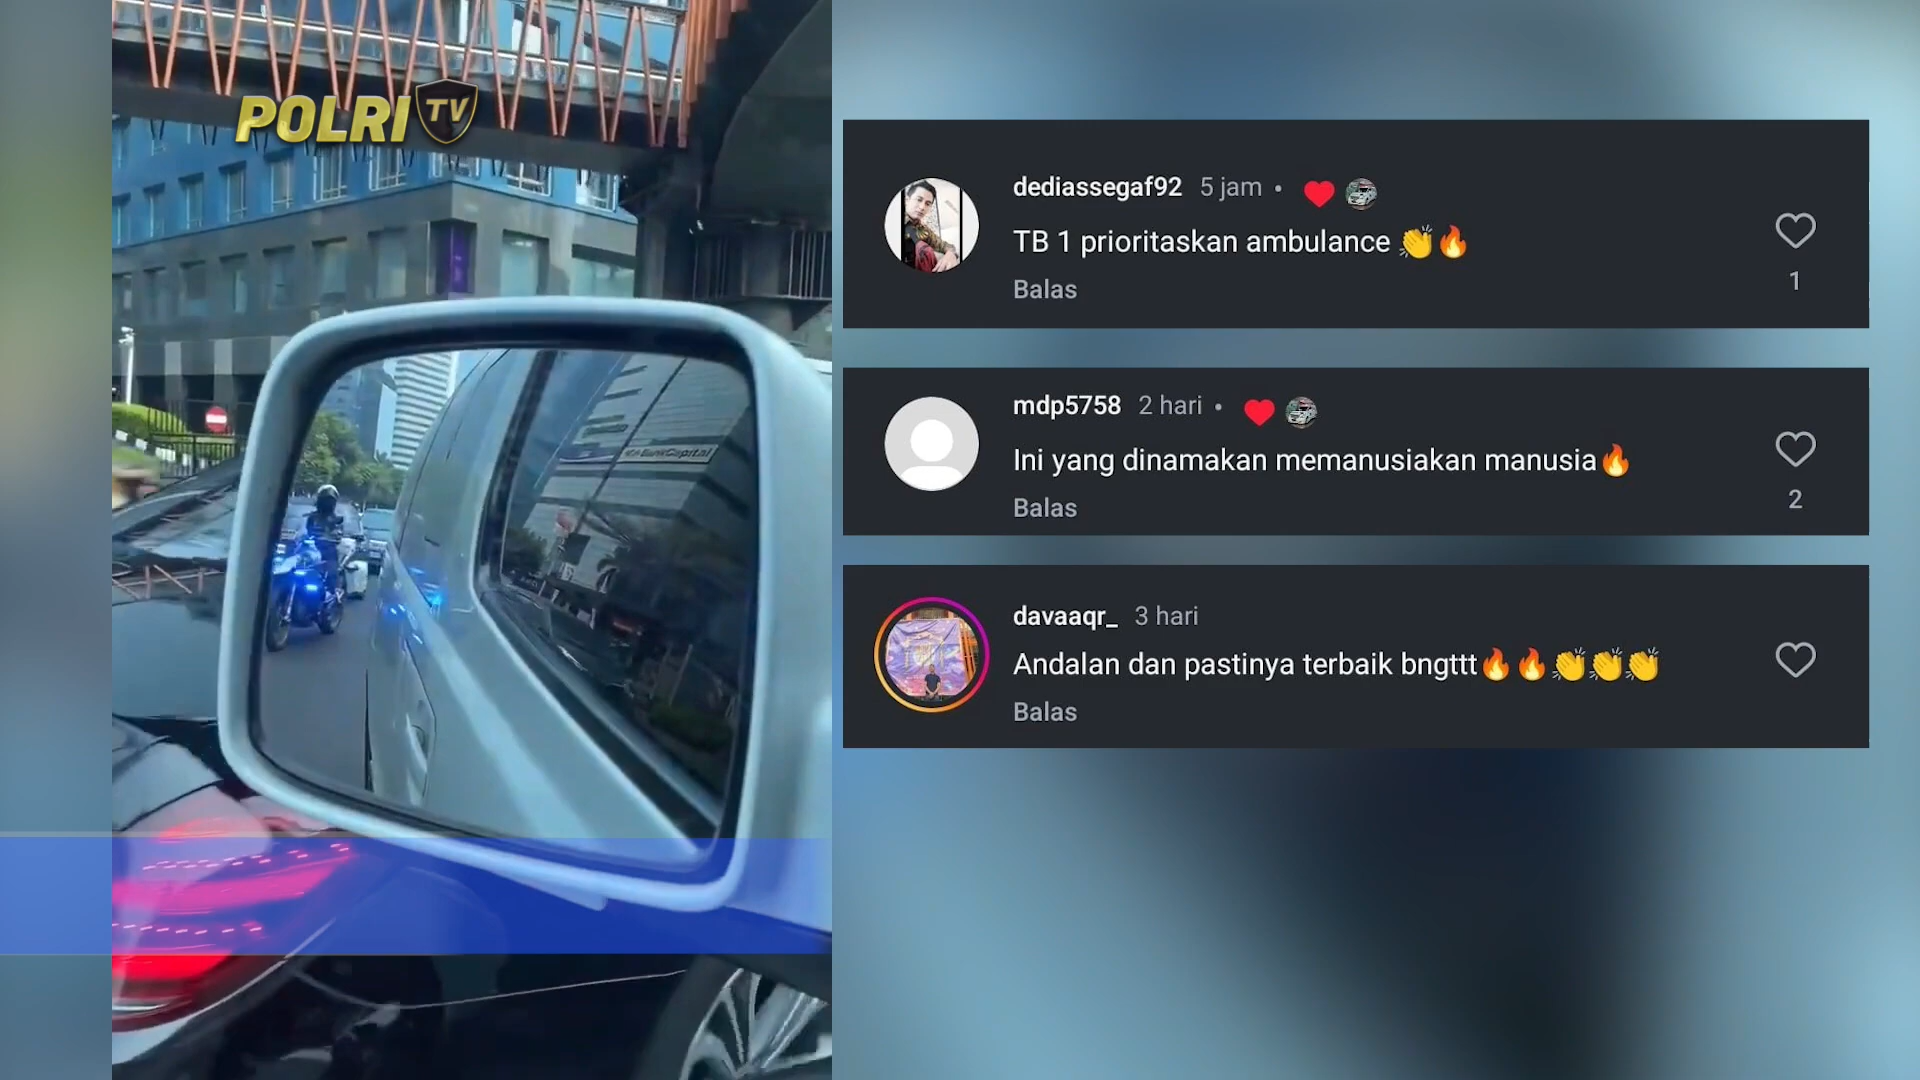 POLRI TV
dediassegaf92 5 jam •
TB 1 prioritaskan ambulance 👏🔥
Balas
1
mdp5758 2 hari •
Ini yang dinamakan memanusiakan manusia🔥
Balas
2
davaaqr_ 3 hari
Andalan dan pastinya terbaik bngttt🔥🔥👏👏👏
Balas